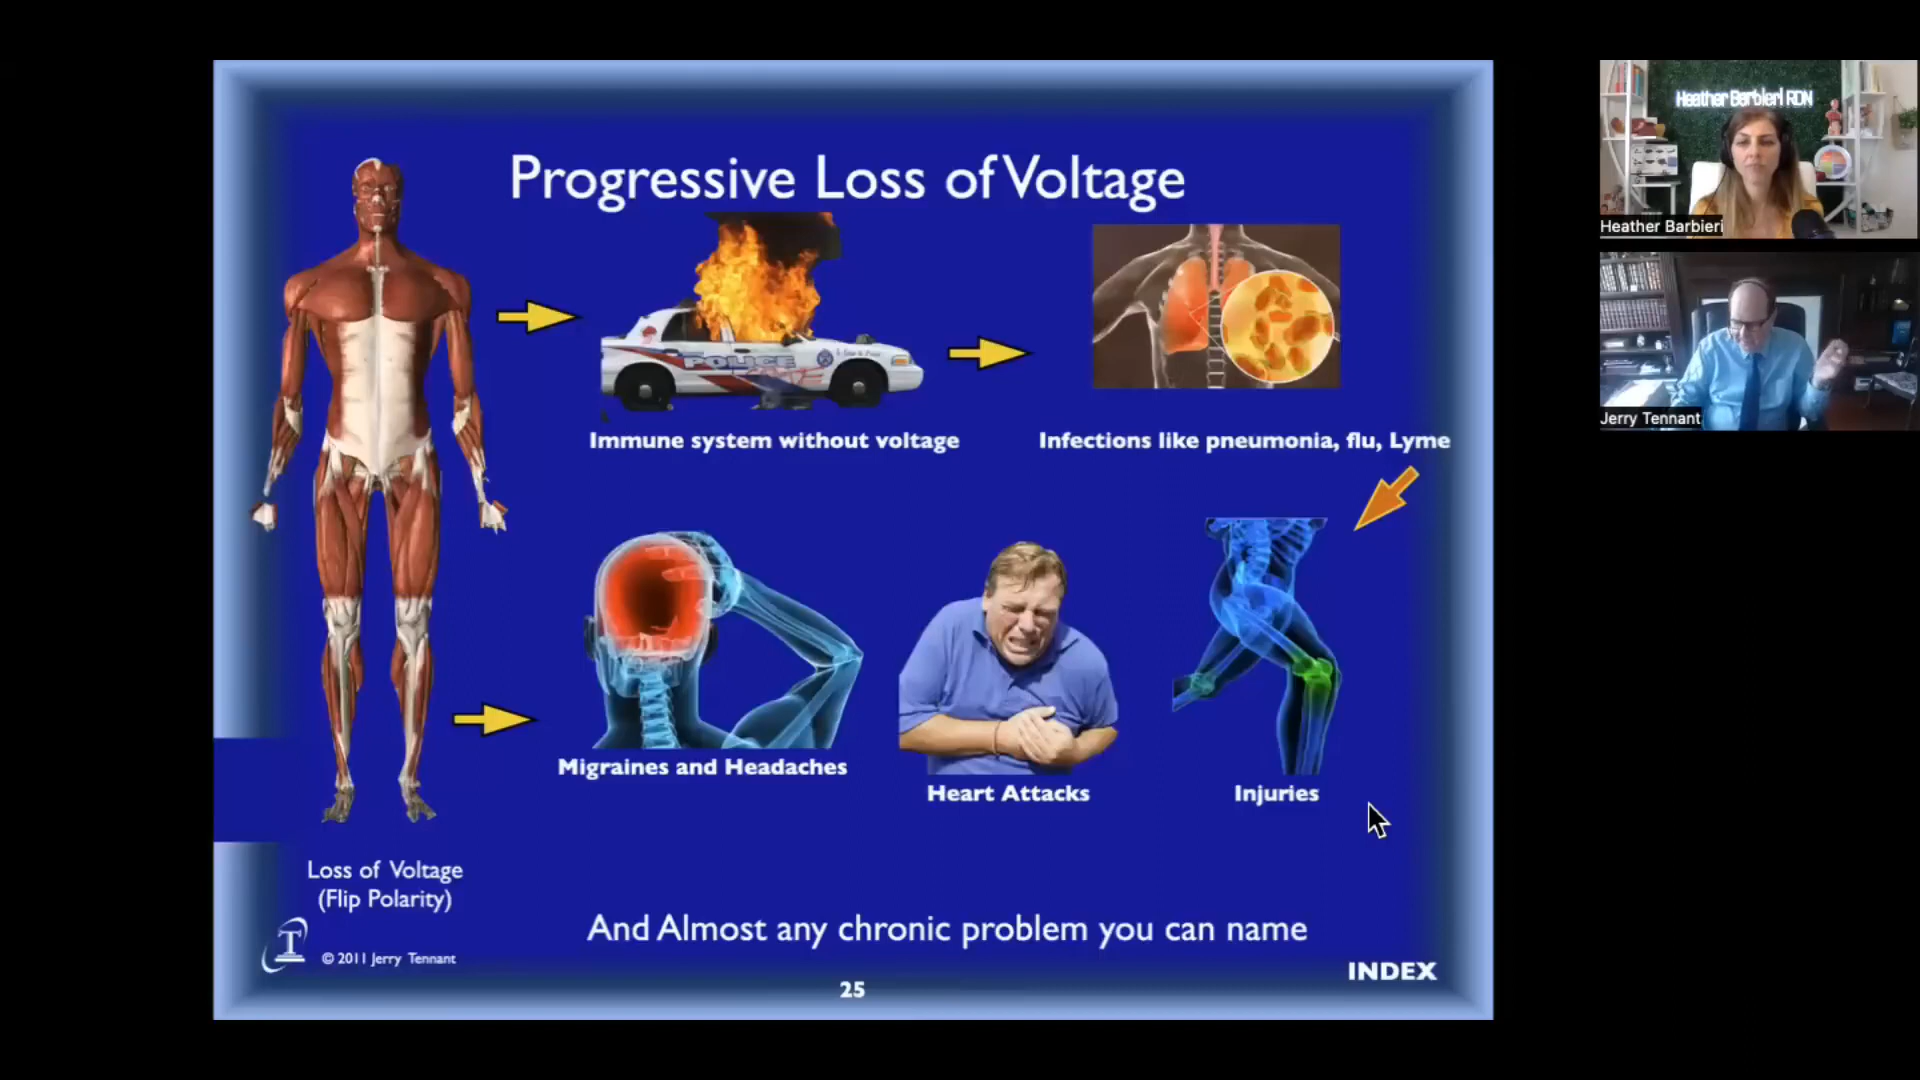 Progressive Loss of Voltage
POLICE
Immune system without voltage
Infections like pneumonia, flu, Lyme
Migraines and Headaches
Heart Attacks
Injuries
Loss of Voltage
(Flip Polarity)
And Almost any chronic problem you can name
T
© 2011 Jerry Tennant
INDEX
25
Heather Barbieri RDN
Heather Barbieri
Jerry Tennant